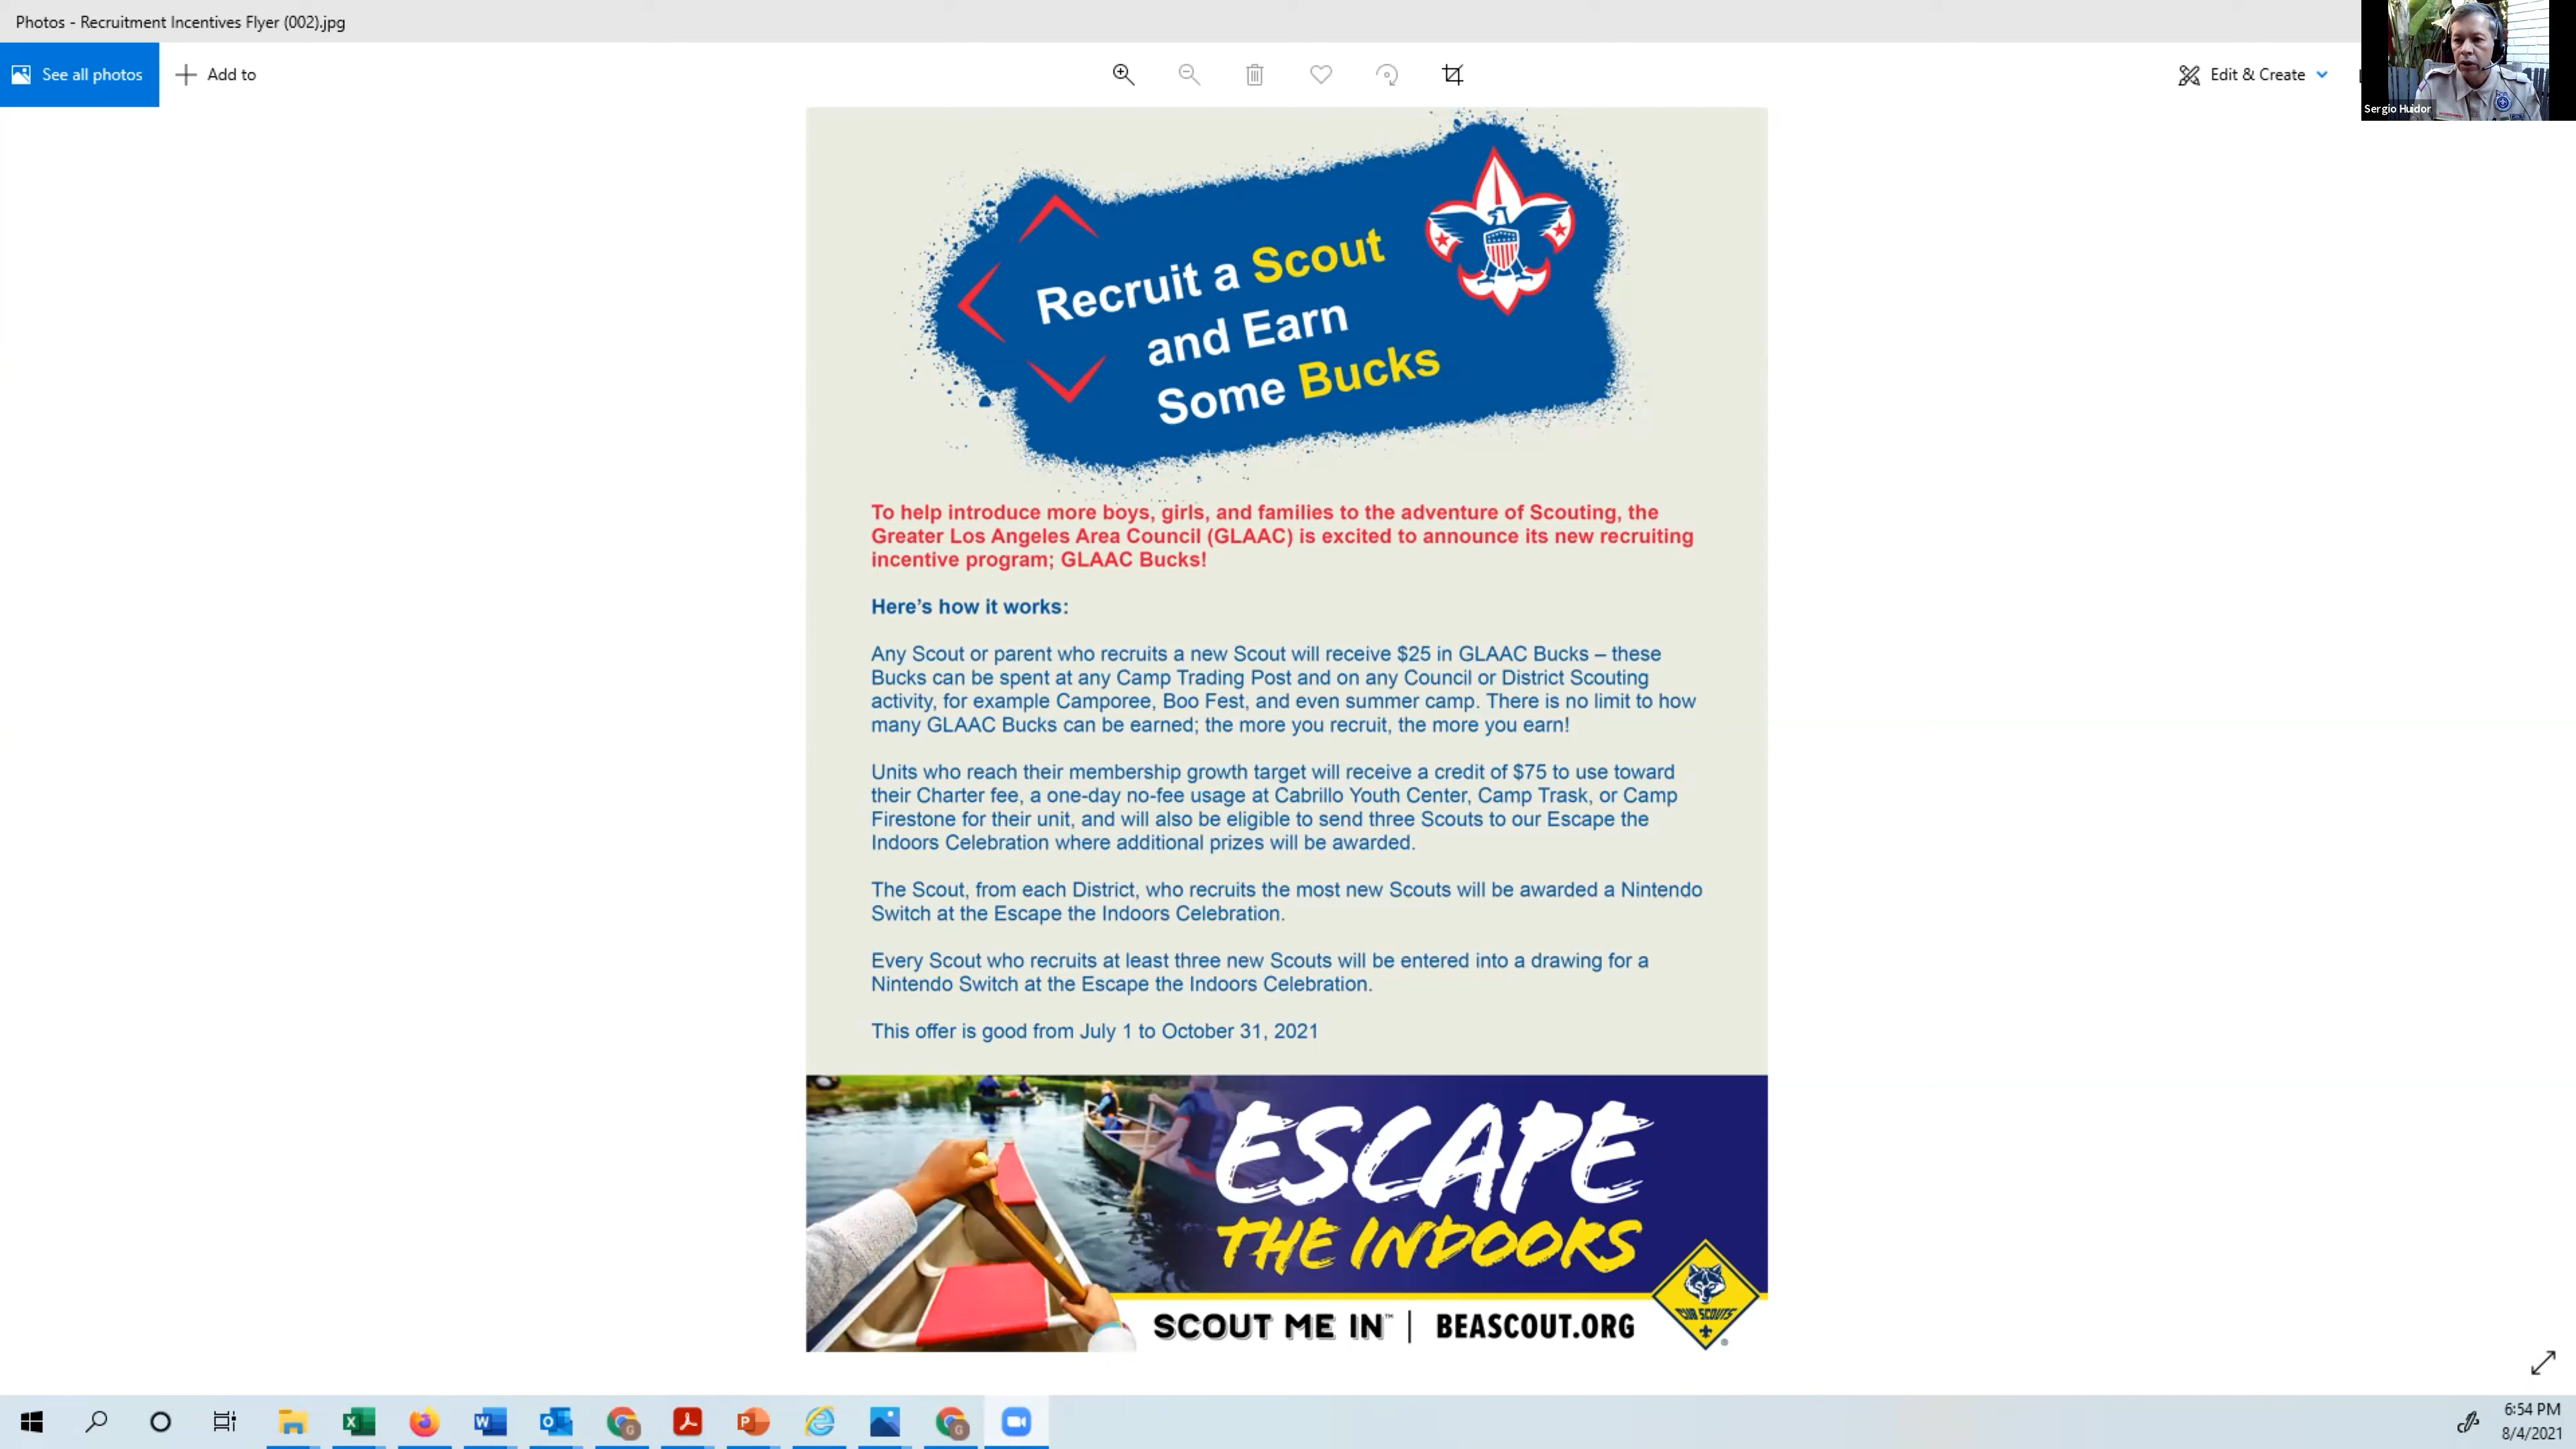 Photos - Recruitment Incentives Flyer (002).jpg
See all photos
Add to
Edit & Create
Sergio Huidor
Recruit a Scout
and Earn
Some Bucks
To help introduce more boys, girls, and families to the adventure of Scouting, the
Greater Los Angeles Area Council (GLAAC) is excited to announce its new recruiting
incentive program; GLAAC Bucks!
Here’s how it works:
Any Scout or parent who recruits a new Scout will receive $25 in GLAAC Bucks – these
Bucks can be spent at any Camp Trading Post and on any Council or District Scouting
activity, for example Camporee, Boo Fest, and even summer camp. There is no limit to how
many GLAAC Bucks can be earned; the more you recruit, the more you earn!
Units who reach their membership growth target will receive a credit of $75 to use toward
their Charter fee, a one-day no-fee usage at Cabrillo Youth Center, Camp Trask, or Camp
Firestone for their unit, and will also be eligible to send three Scouts to our Escape the
Indoors Celebration where additional prizes will be awarded.
The Scout, from each District, who recruits the most new Scouts will be awarded a Nintendo
Switch at the Escape the Indoors Celebration.
Every Scout who recruits at least three new Scouts will be entered into a drawing for a
Nintendo Switch at the Escape the Indoors Celebration.
This offer is good from July 1 to October 31, 2021
ESCAPE
THE INDOORS
SCOUT ME IN™ | BEASCOUT.ORG
CUB SCOUTS®
6:54 PM
8/4/2021